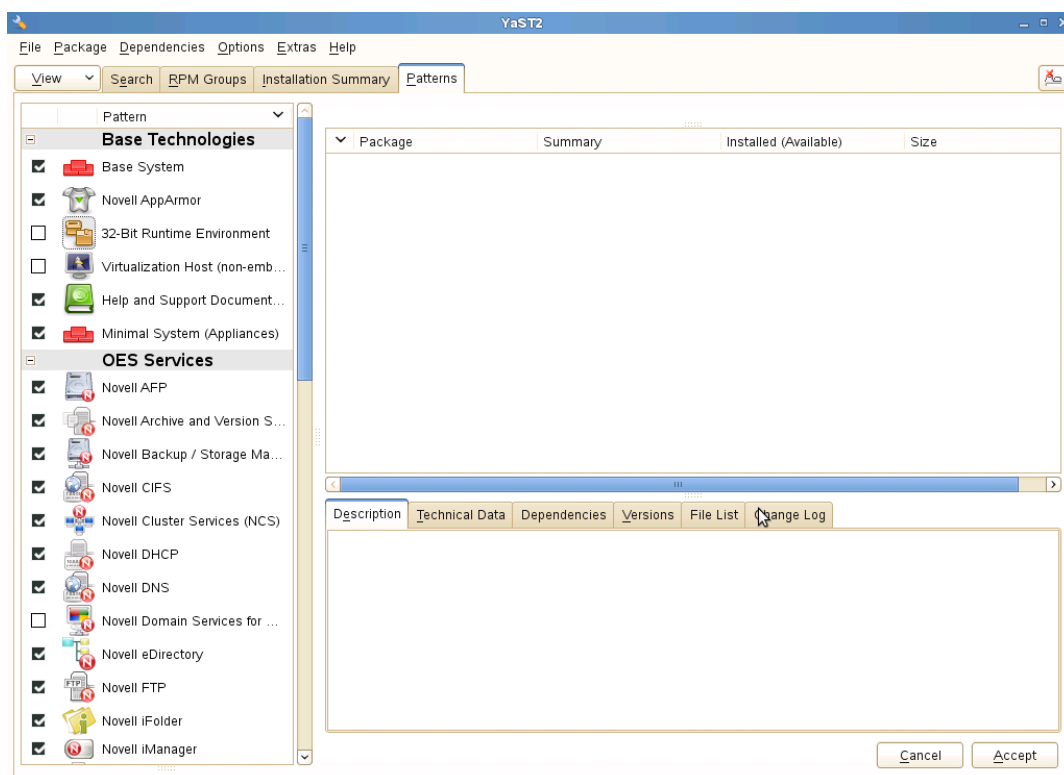 YaST2
File Package Dependencies Options Extras Help
View Search RPM Groups Installation Summary Patterns
Pattern
Base Technologies
Base System
Novell AppArmor
32-Bit Runtime Environment
Virtualization Host (non-emb...
Help and Support Document...
Minimal System (Appliances)
OES Services
Novell AFP
Novell Archive and Version S...
Novell Backup / Storage Ma...
Novell CIFS
Novell Cluster Services (NCS)
Novell DHCP
Novell DNS
Novell Domain Services for ...
Novell eDirectory
Novell FTP
Novell iFolder
Novell iManager
Package Summary Installed (Available) Size
Description Technical Data Dependencies Versions File List Change Log
Cancel Accept